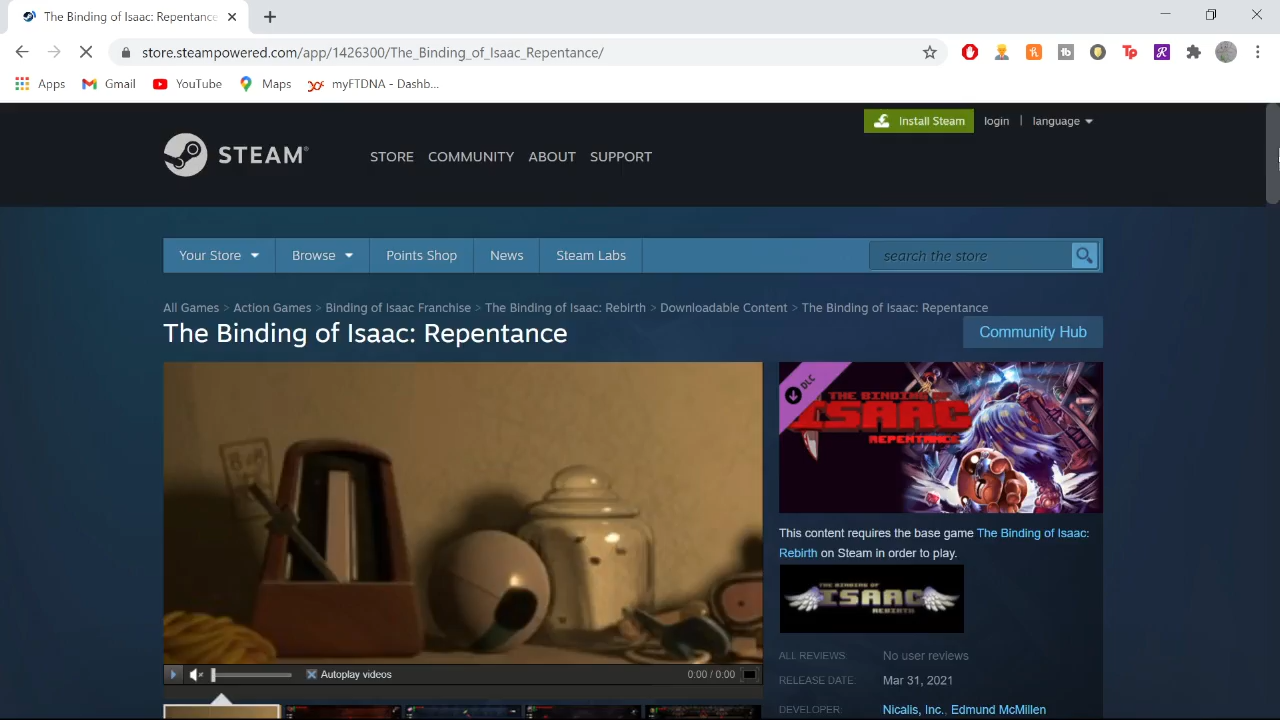 The Binding of Isaac: Repentance
store.steampowered.com/app/1426300/The_Binding_of_Isaac_Repentance/
Apps Gmail YouTube Maps myFTDNA - Dashb...
Install Steam login | language
STEAM® STORE COMMUNITY ABOUT SUPPORT
Your Store Browse Points Shop News Steam Labs search the store
All Games > Action Games > Binding of Isaac Franchise > The Binding of Isaac: Rebirth > Downloadable Content > The Binding of Isaac: Repentance
The Binding of Isaac: Repentance
Community Hub
DLC
THE BINDING OF
ISAAC
REPENTANCE
This content requires the base game The Binding of Isaac:
Rebirth on Steam in order to play.
THE BINDING OF
ISAAC
REBIRTH
ALL REVIEWS: No user reviews
Autoplay videos 0:00 / 0:00
RELEASE DATE: Mar 31, 2021
DEVELOPER: Nicalis, Inc., Edmund McMillen